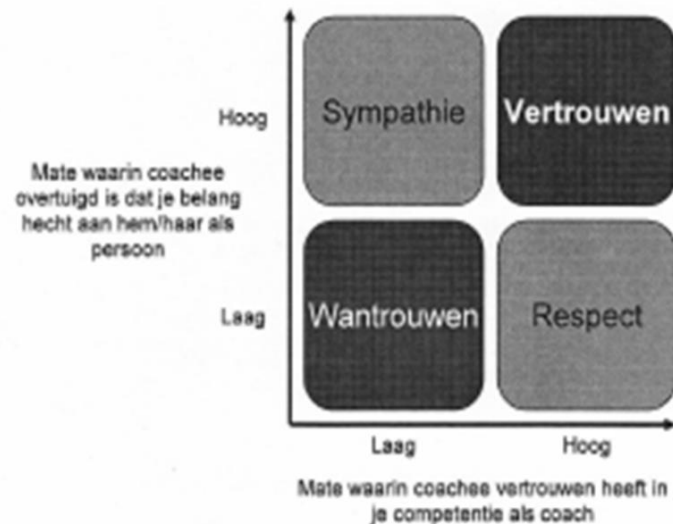 Sympathie
Vertrouwen
Hoog
Mate waarin coachee
overtuigd is dat je belang
hecht aan hem/haar als
persoon
Wantrouwen
Respect
Laag
Laag
Hoog
Mate waarin coachee vertrouwen heeft in
je competentie als coach